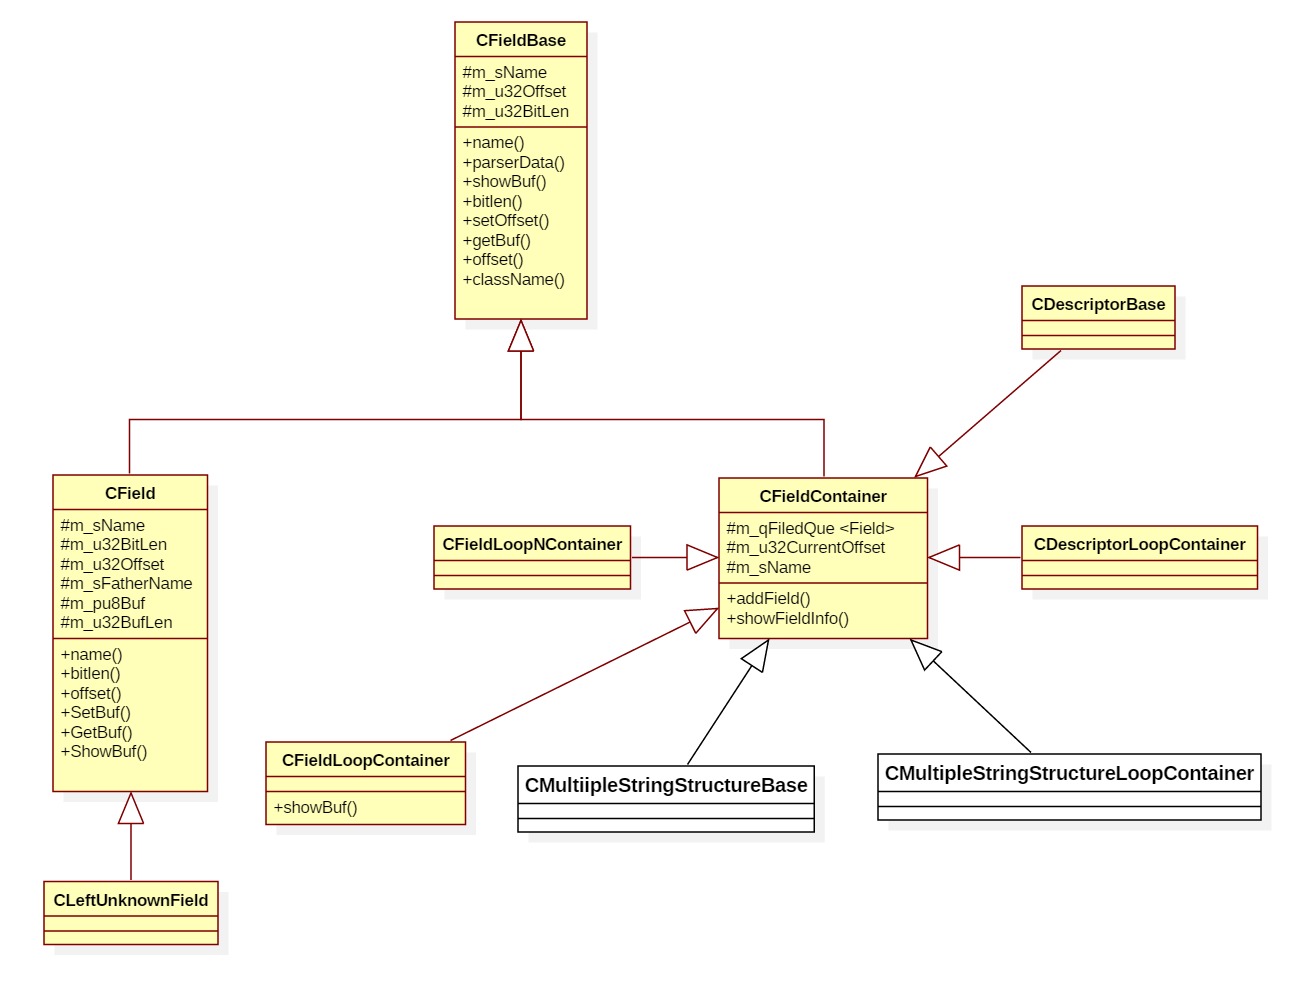 CFieldBase
#m_sName
#m_u32Offset
#m_u32BitLen
+name()
+parserData()
+showBuf()
+bitlen()
+setOffset()
+getBuf()
+offset()
+className()
CDescriptorBase
CField
#m_sName
#m_u32BitLen
#m_u32Offset
#m_sFatherName
#m_pu8Buf
#m_u32BufLen
+name()
+bitlen()
+offset()
+SetBuf()
+GetBuf()
+ShowBuf()
CFieldLoopNContainer
CFieldContainer
#m_qFiledQue <Field>
#m_u32CurrentOffset
#m_sName
+addField()
+showFieldInfo()
CDescriptorLoopContainer
CFieldLoopContainer
+showBuf()
CMultiipleStringStructureBase
CMultipleStringStructureLoopContainer
CLeftUnknownField